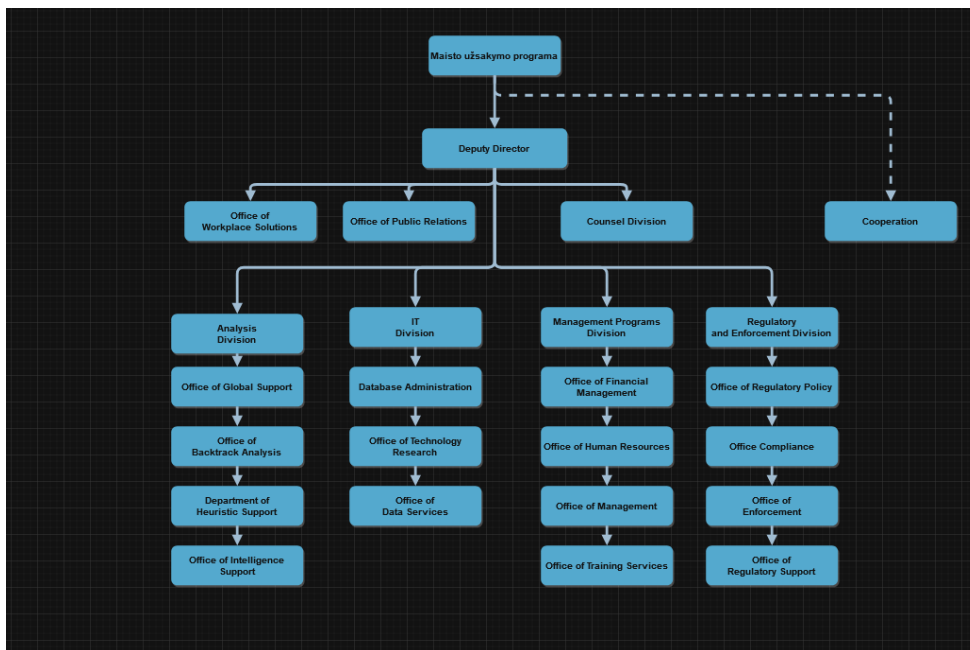 Maisto užsakymo programa
Deputy Director
Office of
Workplace Solutions
Office of Public Relations
Counsel Division
Cooperation
Analysis
Division
IT
Division
Management Programs
Division
Regulatory
and Enforcement Division
Office of Global Support
Database Administration
Office of Financial
Management
Office of Regulatory Policy
Office of
Backtrack Analysis
Office of Technology
Research
Office of Human Resources
Office Compliance
Department of
Heuristic Support
Office of
Data Services
Office of Management
Office of
Enforcement
Office of Intelligence
Support
Office of Training Services
Office of
Regulatory Support